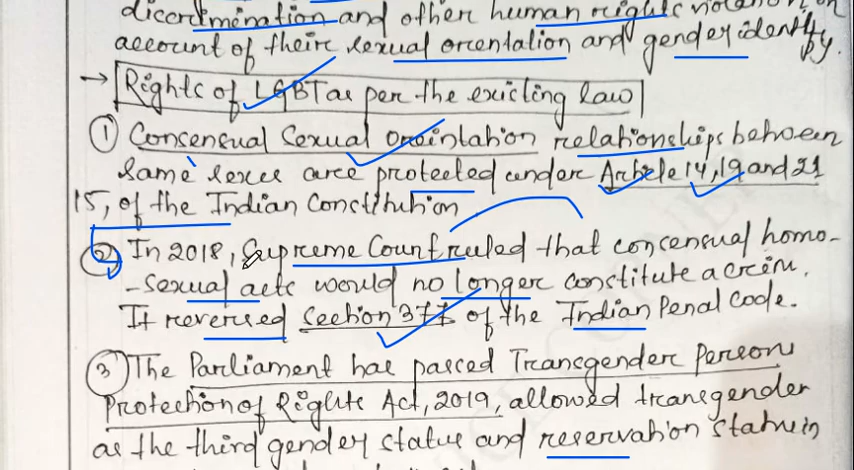 discretmination and other human rights violation on
account of their sexual orientation and gender identity.
→ Rights of LGBT as per the existing law
① Consensual Sexual Oreintation relationships between
same sexes are protected under Article 14, 19 and 21
15, of the Indian Constitution
② In 2018, Supreme Court ruled that consensual homo-
-sexual acts would no longer constitute a crim.
It reversed Section 377 of the Indian Penal Code.
③ The Parliament has passed Transgender Persons
Protection of Rights Act, 2019, allowed transgender
as the third gender status and reservation status in